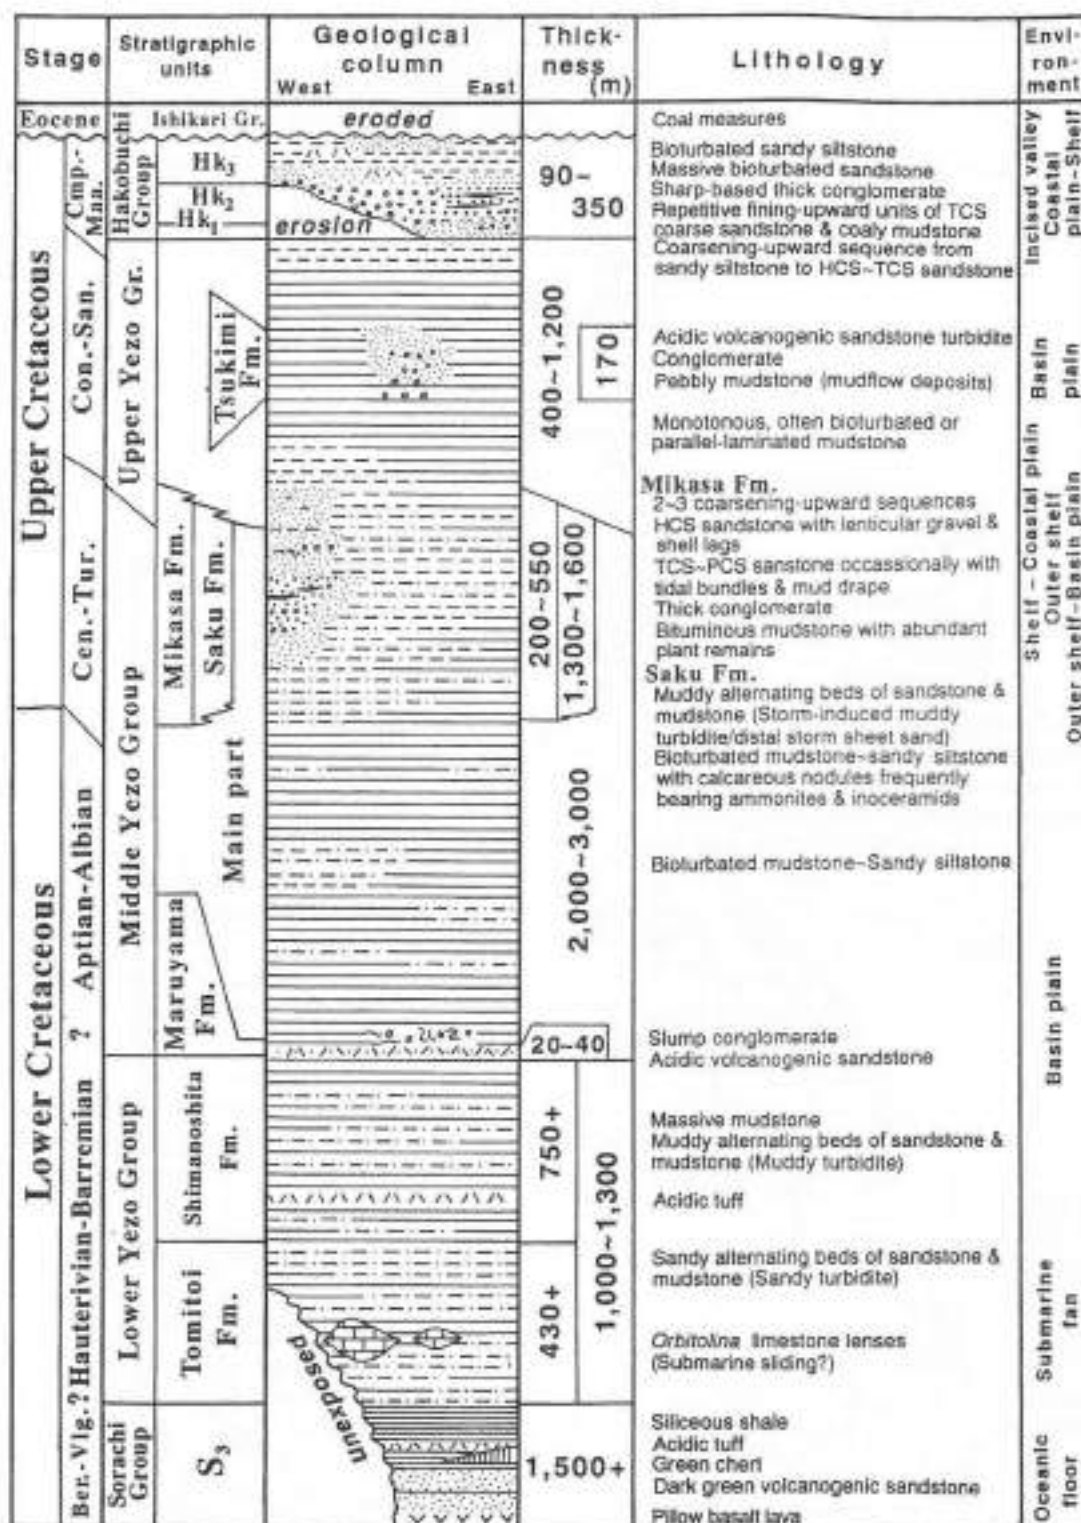 Stage
Stratigraphic
units
Geological
column
West East
Thick-
ness
(m)
Lithology
Envi-
ron-
ment
Eocene
Ishikari Gr.
eroded
Coal measures
Upper Cretaceous
Lower Cretaceous
Cmp.-
Maa.
Con.-San.
Cen.-Tur.
Aptian-Albian
?
Hauterivian-Barremian
?
Ber.-Vlg.
Hakobuchi
Group
Upper Yezo Gr.
Middle Yezo Group
Lower Yezo Group
Sorachi
Group
Hk3
Hk2
Hk1
Tsukimi
Fm.
Mikasa Fm.
Saku Fm.
Main part
Maruyama
Fm.
Shimanoshita
Fm.
Tomitoi
Fm.
S3
erosion
unexposed
90~
350
400~1,200
170
200~550
1,300~1,600
2,000~3,000
20~40
750+
430+
1,000~1,300
1,500+
Bioturbated sandy siltstone
Massive bioturbated sandstone
Sharp-based thick conglomerate
Repetitive fining-upward units of TCS
coarse sandstone & coaly mudstone
Coarsening-upward sequence from
sandy siltstone to HCS~TCS sandstone
Acidic volcanogenic sandstone turbidite
Conglomerate
Pebbly mudstone (mudflow deposits)
Monotonous, often bioturbated or
parallel-laminated mudstone
Mikasa Fm.
2~3 coarsening-upward sequences
HCS sandstone with lenticular gravel &
shell lags
TCS~PCS sanstone occassionally with
tidal bundles & mud drape
Thick conglomerate
Bituminous mudstone with abundant
plant remains
Saku Fm.
Muddy alternating beds of sandstone &
mudstone (Storm-induced muddy
turbidite/distal storm sheet sand)
Bioturbated mudstone~sandy siltstone
with calcareous nodules frequently
bearing ammonites & inoceramids
Bioturbated mudstone~Sandy siltstone
Slump conglomerate
Acidic volcanogenic sandstone
Massive mudstone
Muddy alternating beds of sandstone &
mudstone (Muddy turbidite)
Acidic tuff
Sandy alternating beds of sandstone &
mudstone (Sandy turbidite)
Orbitolina limestone lenses
(Submarine sliding?)
Siliceous shale
Acidic tuff
Green chert
Dark green volcanogenic sandstone
Pillow basalt lava
Incised valley
Coastal
plain~Shelf
Basin
plain
Shelf~Coastal plain
Outer shelf
Outer shelf~Basin plain
Basin plain
Submarine
fan
Oceanic
floor